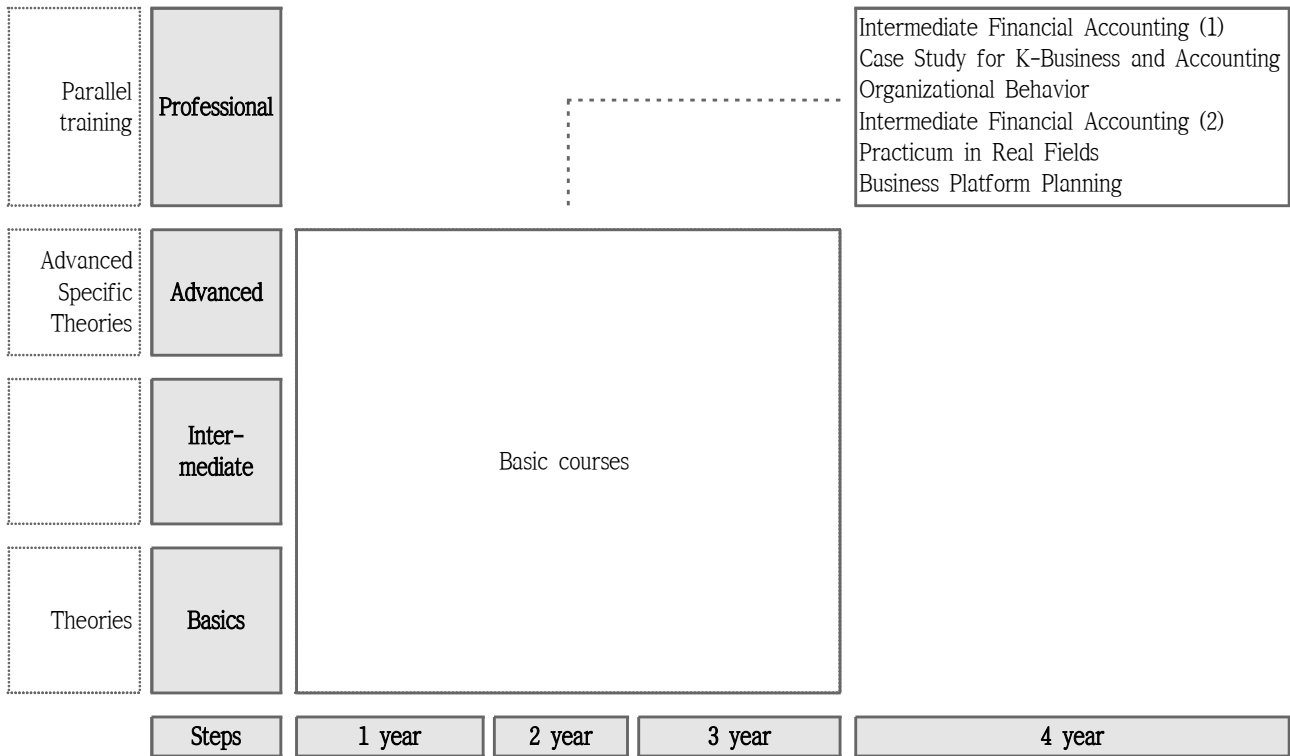 Parallel
training
Professional
Intermediate Financial Accounting (1)
Case Study for K-Business and Accounting
Organizational Behavior
Intermediate Financial Accounting (2)
Practicum in Real Fields
Business Platform Planning
Advanced
Specific
Theories
Advanced
Inter-
mediate
Basic courses
Theories
Basics
Steps
1 year
2 year
3 year
4 year